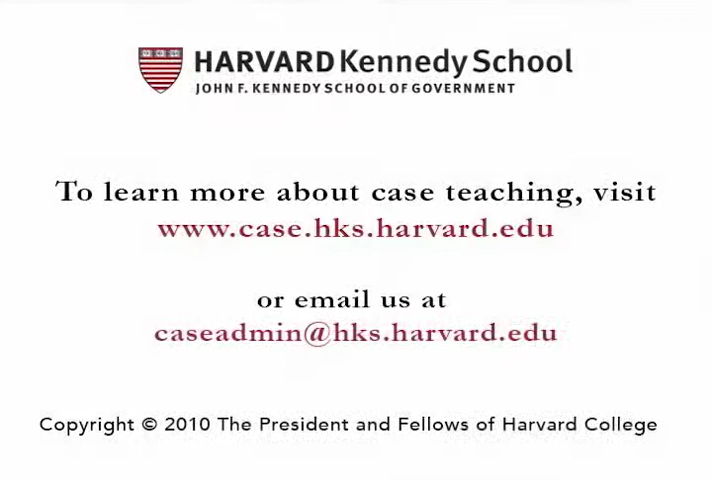 HARVARD Kennedy School
JOHN F. KENNEDY SCHOOL OF GOVERNMENT
To learn more about case teaching, visit
www.case.hks.harvard.edu
or email us at
caseadmin@hks.harvard.edu
Copyright © 2010 The President and Fellows of Harvard College